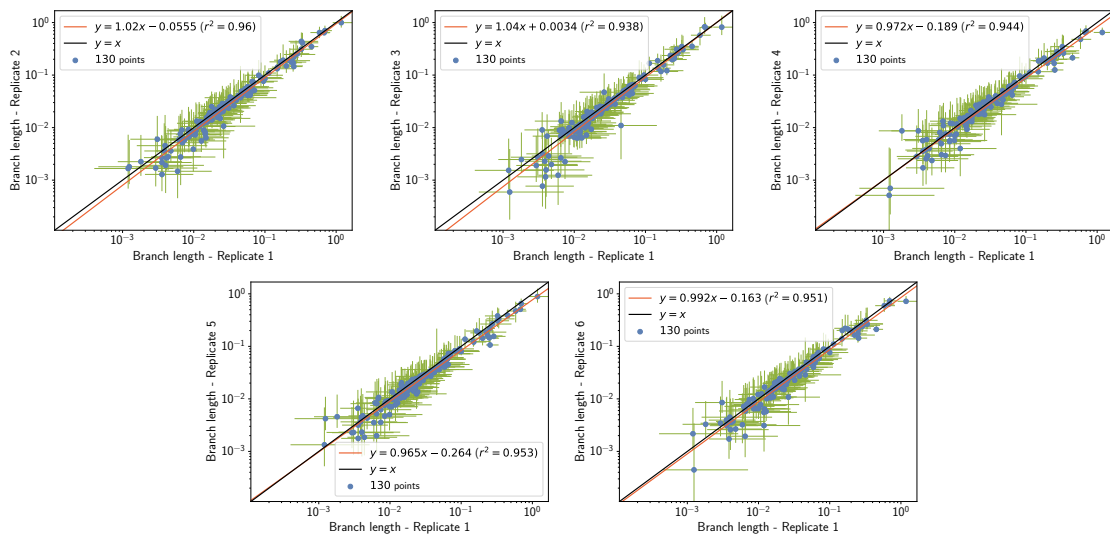 y = 1.02x − 0.0555 (r² = 0.96)
y = x
130 points
10⁰
10⁻¹
10⁻²
10⁻³
Branch length - Replicate 2
10⁻³ 10⁻² 10⁻¹ 10⁰
Branch length - Replicate 1
y = 1.04x + 0.0034 (r² = 0.938)
y = x
130 points
10⁰
10⁻¹
10⁻²
10⁻³
Branch length - Replicate 3
10⁻³ 10⁻² 10⁻¹ 10⁰
Branch length - Replicate 1
y = 0.972x − 0.189 (r² = 0.944)
y = x
130 points
10⁰
10⁻¹
10⁻²
10⁻³
Branch length - Replicate 4
10⁻³ 10⁻² 10⁻¹ 10⁰
Branch length - Replicate 1
10⁰
10⁻¹
10⁻²
10⁻³
Branch length - Replicate 5
y = 0.965x − 0.264 (r² = 0.953)
y = x
130 points
10⁻³ 10⁻² 10⁻¹ 10⁰
Branch length - Replicate 1
y = 0.992x − 0.163 (r² = 0.951)
y = x
130 points
10⁰
10⁻¹
10⁻²
10⁻³
Branch length - Replicate 6
10⁻³ 10⁻² 10⁻¹ 10⁰
Branch length - Replicate 1